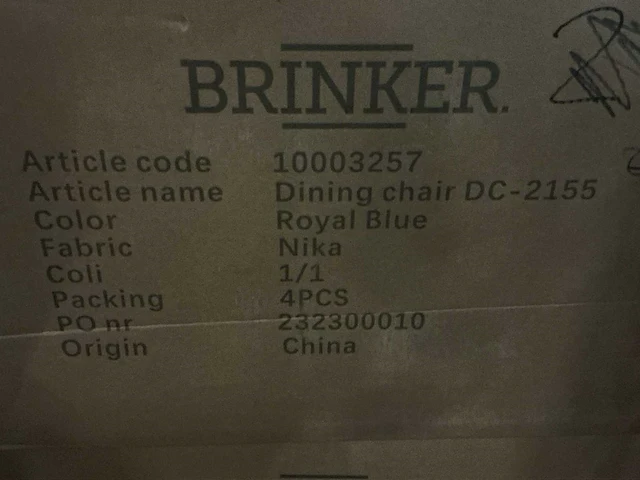 BRINKER.
Article code 10003257
Article name Dining chair DC-2155
Color Royal Blue
Fabric Nika
Coli 1/1
Packing 4PCS
PO nr 232300010
Origin China